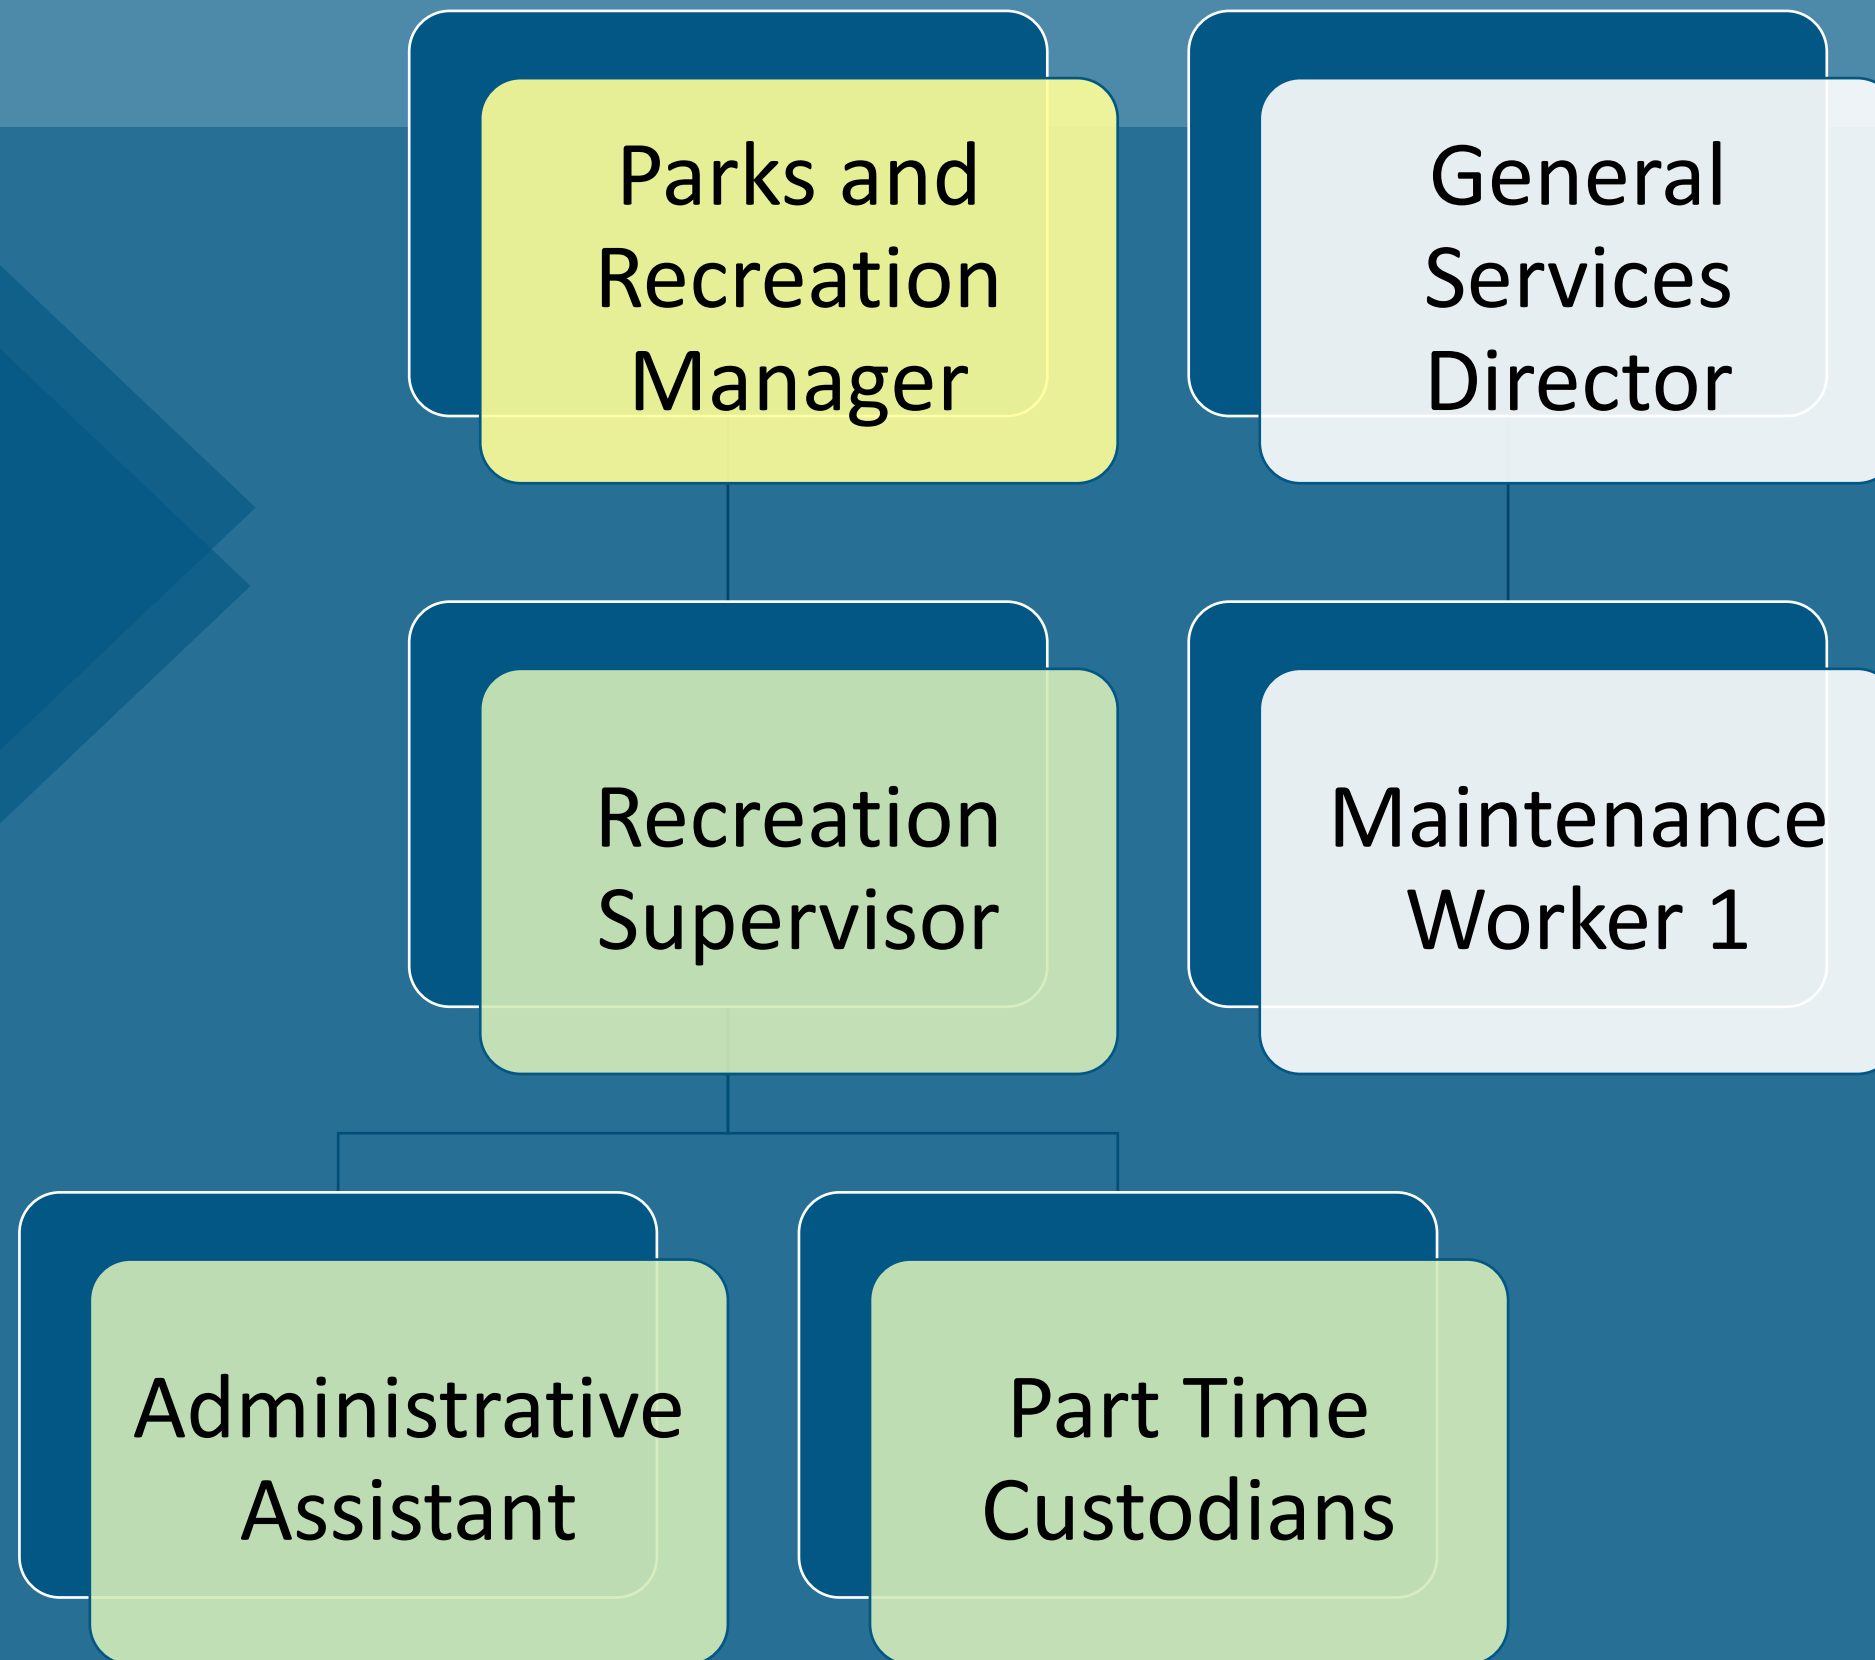 Parks and
Recreation
Manager
General
Services
Director
Recreation
Supervisor
Maintenance
Worker 1
Administrative
Assistant
Part Time
Custodians